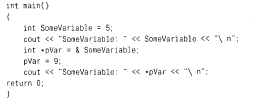 int main()
{
int SomeVariable = 5;
cout << "SomeVariable: " << SomeVariable << "\ n";
int *pVar = & SomeVariable;
pVar = 9;
cout << "SomeVariable: " << *pVar << "\ n";
return 0;
}